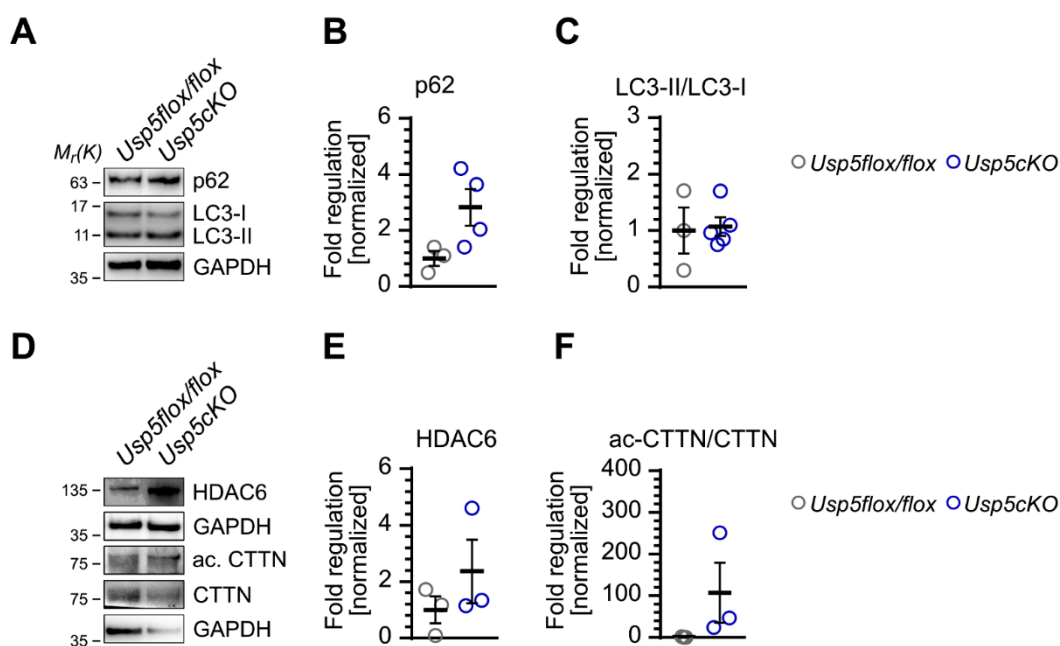 A
Usp5flox/flox
Usp5cKO
Mr(K)
63
p62
17
LC3-I
11
LC3-II
35
GAPDH
B
p62
Fold regulation
[normalized]
6
4
2
0
C
LC3-II/LC3-I
Fold regulation
[normalized]
3
2
1
0
Usp5flox/flox Usp5cKO
D
Usp5flox/flox
Usp5cKO
135
HDAC6
35
GAPDH
75
ac. CTTN
75
CTTN
35
GAPDH
E
HDAC6
Fold regulation
[normalized]
6
4
2
0
F
ac-CTTN/CTTN
Fold regulation
[normalized]
400
300
200
100
0
Usp5flox/flox Usp5cKO